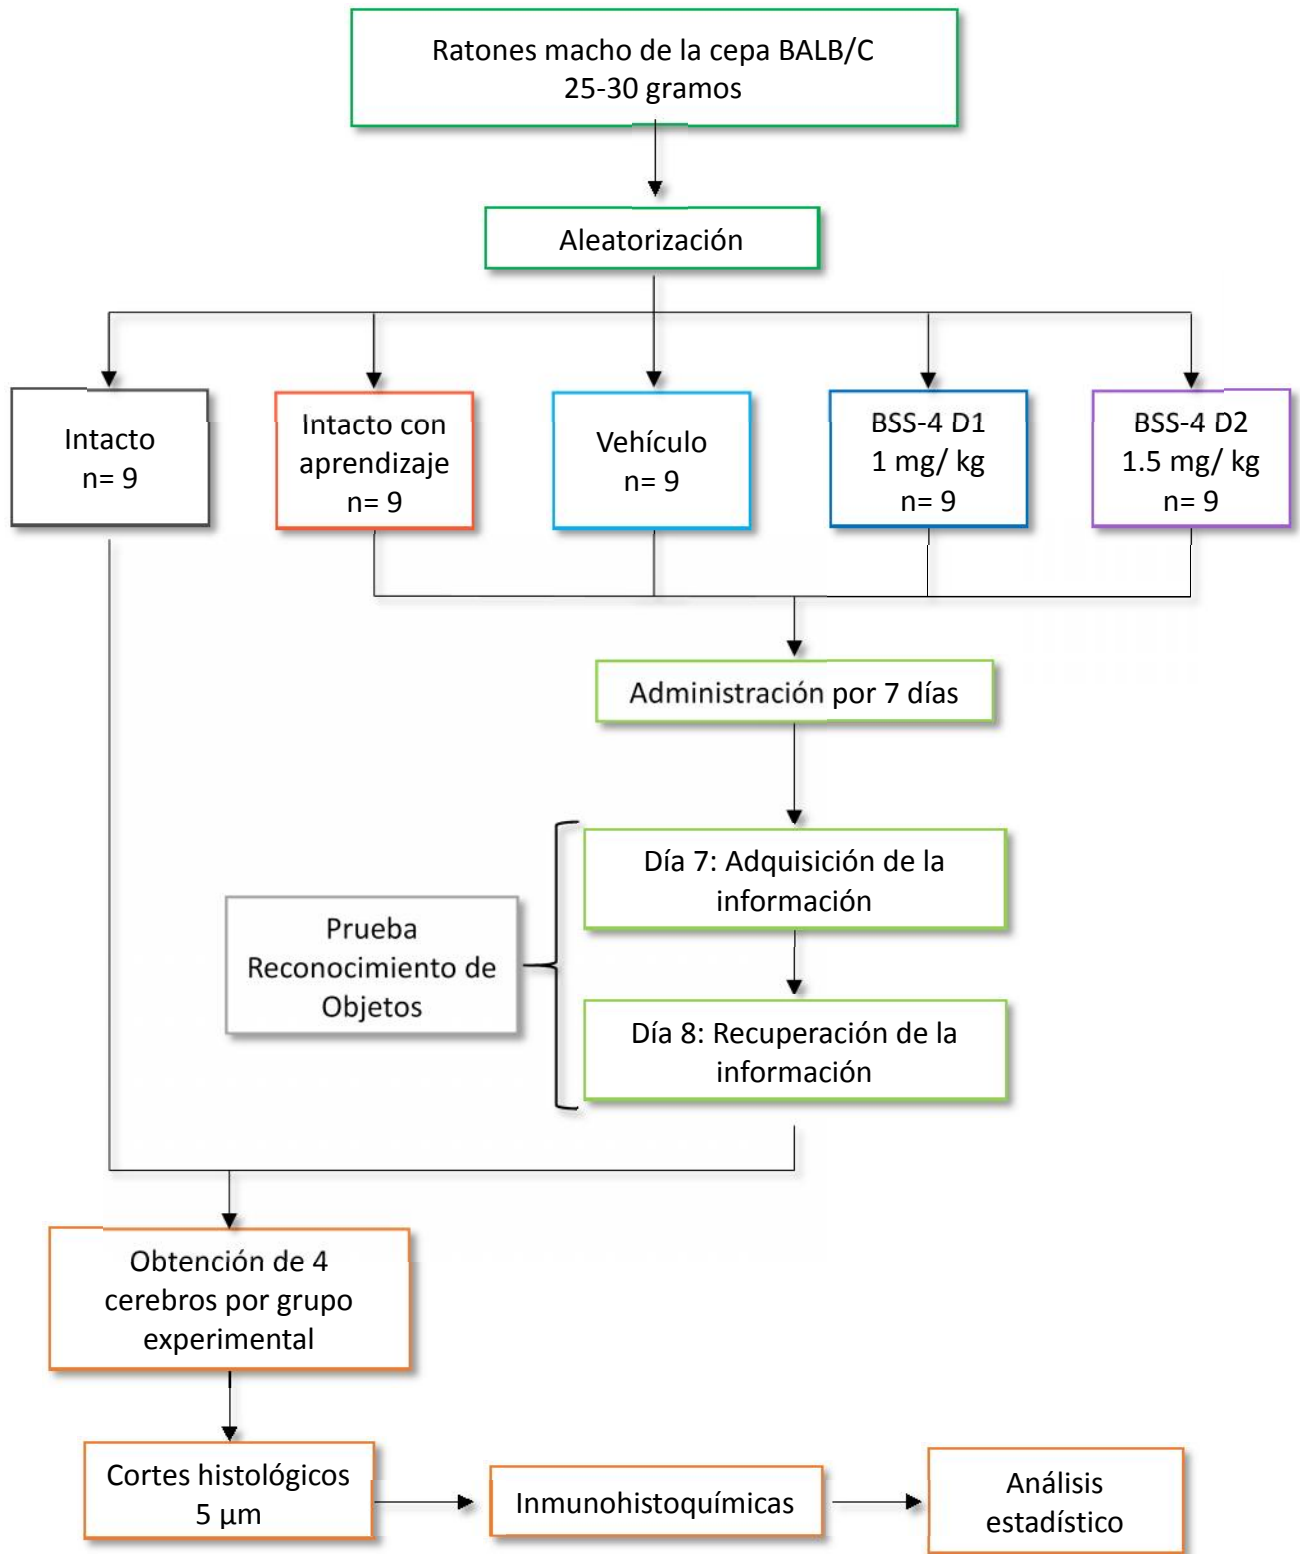 Ratones macho de la cepa BALB/C
25-30 gramos
Aleatorización
Intacto
n= 9
Intacto con
aprendizaje
n= 9
Vehículo
n= 9
BSS-4 D1
1 mg/ kg
n= 9
BSS-4 D2
1.5 mg/ kg
n= 9
Administración por 7 días
Día 7: Adquisición de la
información
Prueba
Reconocimiento de
Objetos
Día 8: Recuperación de la
información
Obtención de 4
cerebros por grupo
experimental
Cortes histológicos
5 µm
Inmunohistoquímicas
Análisis
estadístico